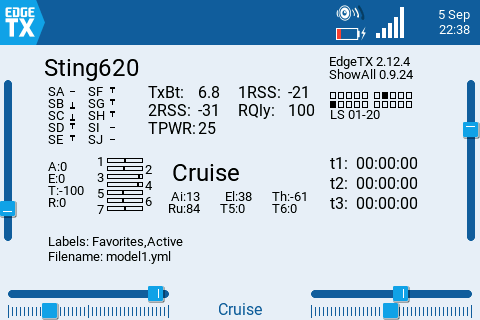 EDGE
TX
5 Sep
22:38
Sting620
EdgeTX 2.12.4
ShowAll 0.9.24
SA SF
SB SG
SC SH
SD SI
SE SJ
TxBt: 6.8 1RSS: -21
2RSS: -31 RQly: 100
TPWR: 25
LS 01-20
A:0
E:0
T:-100
R:0
1
2
3
4
5
6
7
Cruise
Ai:13 El:38 Th:-61
Ru:84 T5:0 T6:0
t1: 00:00:00
t2: 00:00:00
t3: 00:00:00
Labels: Favorites,Active
Filename: model1.yml
Cruise